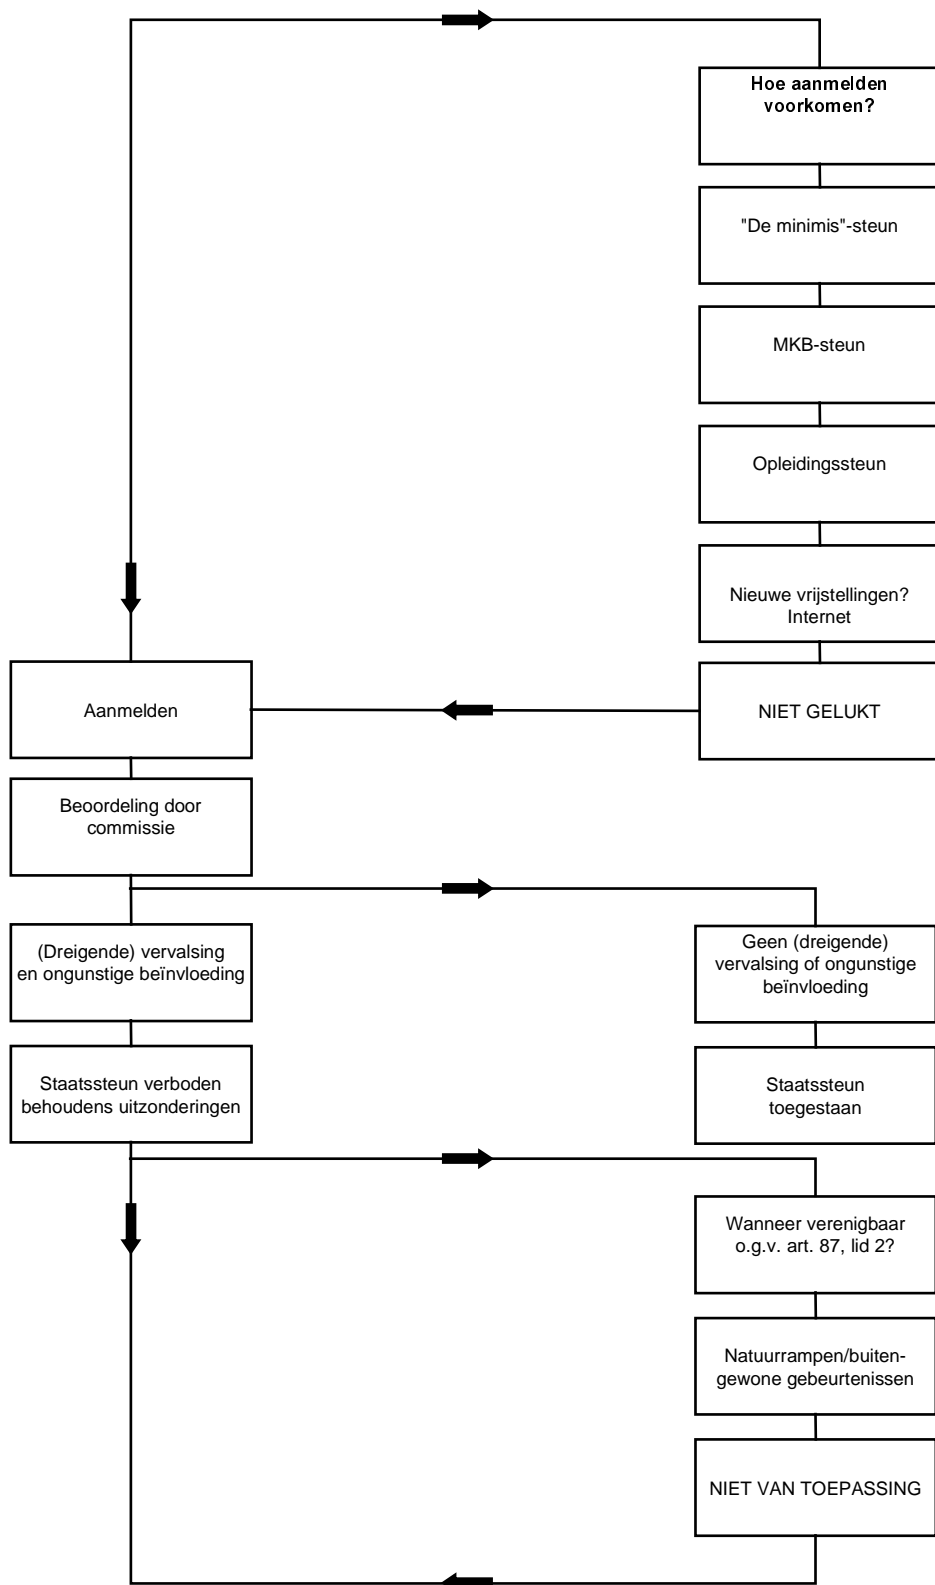 Hoe aanmelden
voorkomen?
"De minimis"-steun
MKB-steun
Opleidingssteun
Nieuwe vrijstellingen?
Internet
Aanmelden
NIET GELUKT
Beoordeling door
commissie
(Dreigende) vervalsing
en ongunstige beïnvloeding
Geen (dreigende)
vervalsing of ongunstige
beïnvloeding
Staatssteun verboden
behoudens uitzonderingen
Staatssteun
toegestaan
Wanneer verenigbaar
o.g.v. art. 87, lid 2?
Natuurrampen/buiten-
gewone gebeurtenissen
NIET VAN TOEPASSING